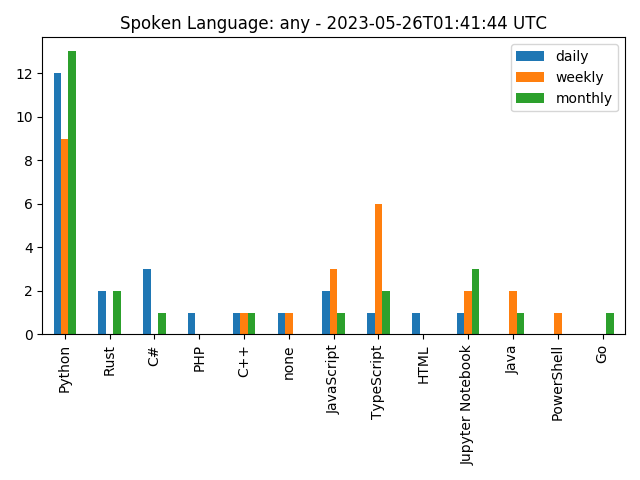 Spoken Language: any - 2023-05-26T01:41:44 UTC
daily
weekly
monthly
12
10
8
6
4
2
0
Python
Rust
C#
PHP
C++
none
JavaScript
TypeScript
HTML
Jupyter Notebook
Java
PowerShell
Go